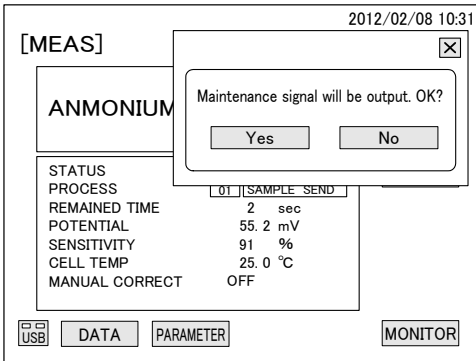 2012/02/08 10:31
[MEAS]
ANMONIUM
Maintenance signal will be output. OK?
Yes No
STATUS
PROCESS 01 SAMPLE SEND
REMAINED TIME 2 sec
POTENTIAL 55.2 mV
SENSITIVITY 91 %
CELL TEMP 25.0 ℃
MANUAL CORRECT OFF
USB DATA PARAMETER MONITOR